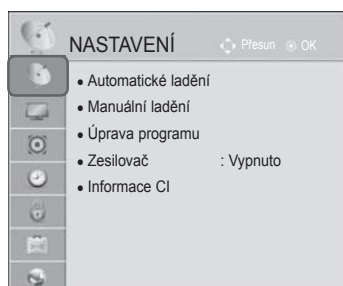 NASTAVENÍ Přesun OK
• Automatické ladění
• Manuální ladění
• Úprava programu
• Zesilovač : Vypnuto
• Informace CI